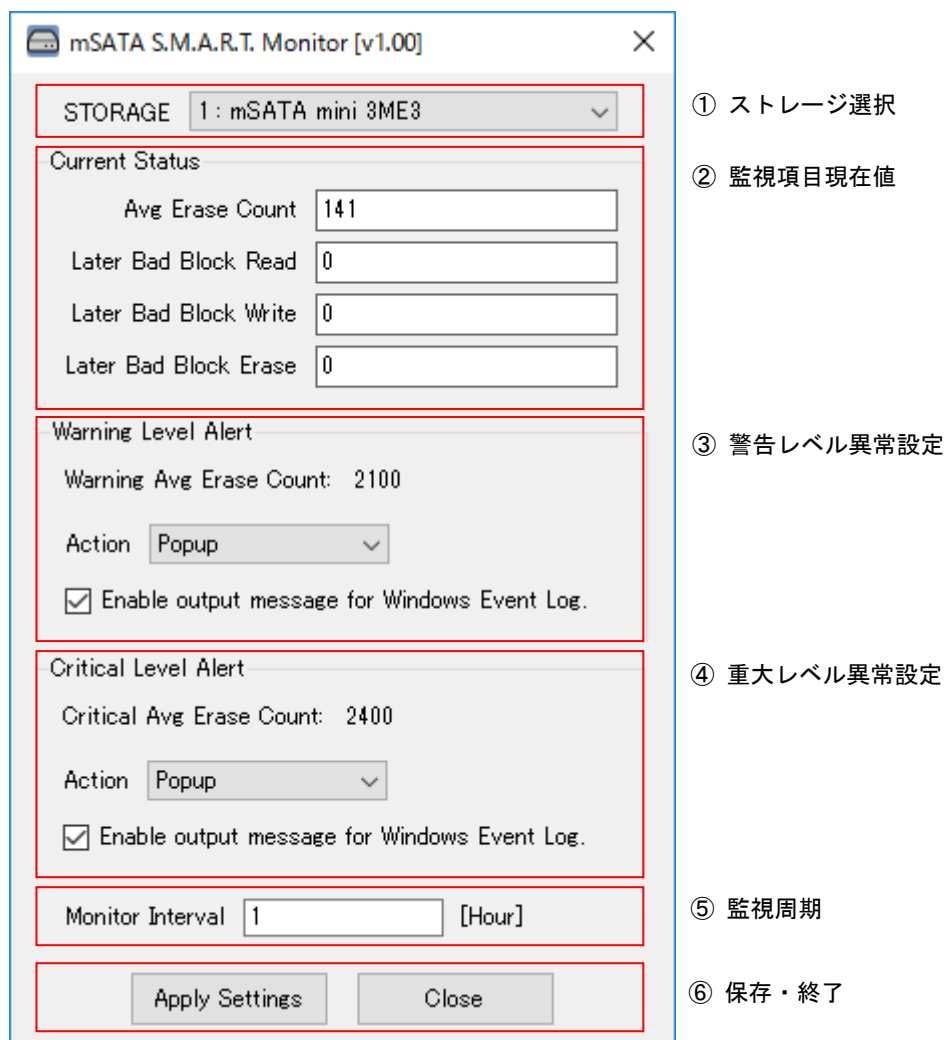 mSATA S.M.A.R.T. Monitor [v1.00]
STORAGE 1 : mSATA mini 3ME3
① ストレージ選択
Current Status
② 監視項目現在値
Avg Erase Count 141
Later Bad Block Read 0
Later Bad Block Write 0
Later Bad Block Erase 0
Warning Level Alert
③ 警告レベル異常設定
Warning Avg Erase Count: 2100
Action Popup
Enable output message for Windows Event Log.
Critical Level Alert
④ 重大レベル異常設定
Critical Avg Erase Count: 2400
Action Popup
Enable output message for Windows Event Log.
Monitor Interval 1 [Hour]
⑤ 監視周期
Apply Settings Close
⑥ 保存・終了